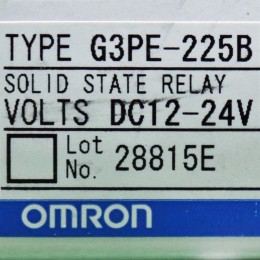 TYPE G3PE-225B
SOLID STATE RELAY
VOLTS DC12-24V
Lot No. 28815E
OMRON